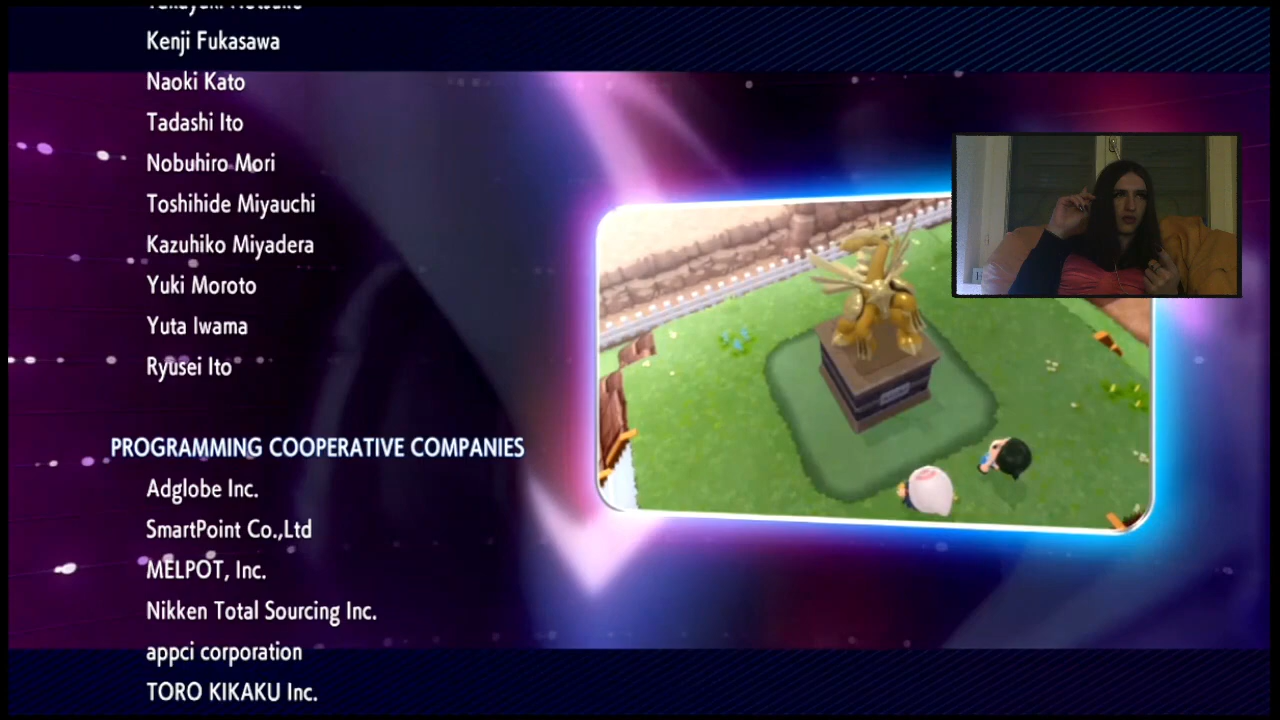 Kenji Fukasawa
Naoki Kato
Tadashi Ito
Nobuhiro Mori
Toshihide Miyauchi
Kazuhiko Miyadera
Yuki Moroto
Yuta Iwama
Ryusei Ito
PROGRAMMING COOPERATIVE COMPANIES
Adglobe Inc.
SmartPoint Co.,Ltd
MELPOT, Inc.
Nikken Total Sourcing Inc.
appci corporation
TORO KIKAKU Inc.